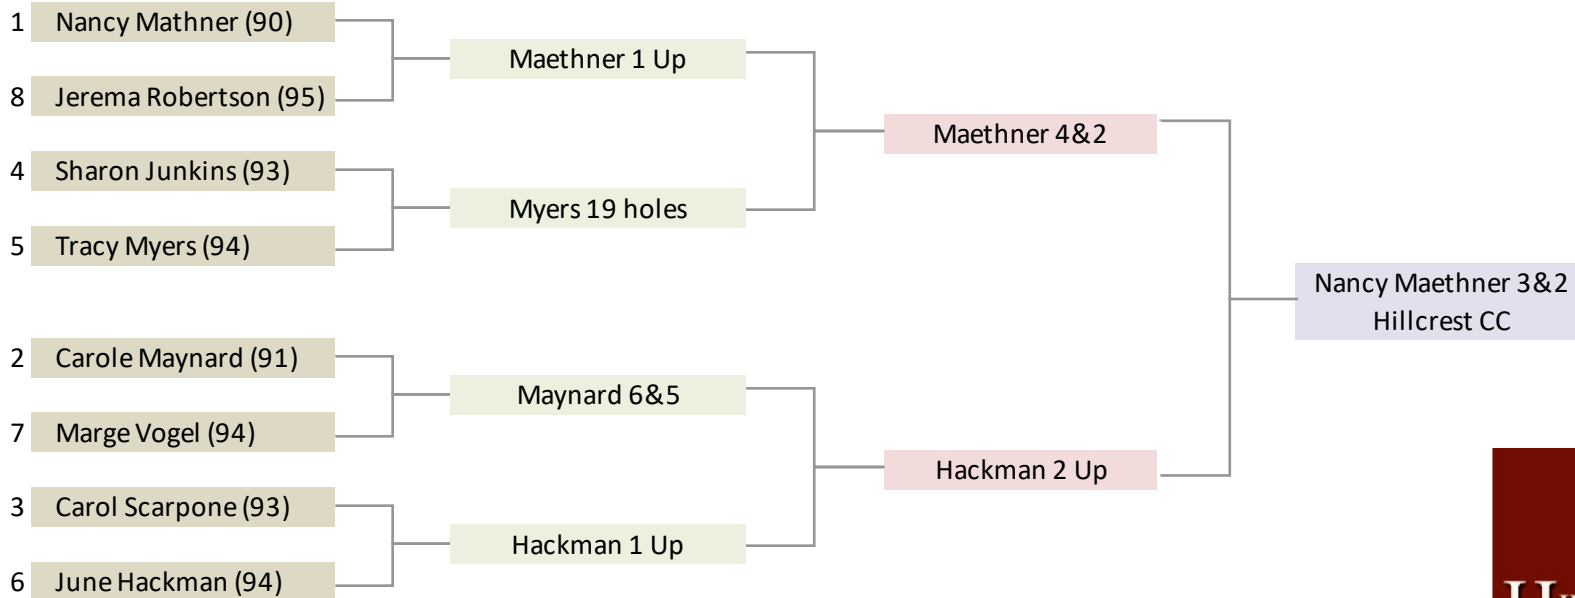 1 Nancy Mathner (90)
8 Jerema Robertson (95)
4 Sharon Junkins (93)
5 Tracy Myers (94)
2 Carole Maynard (91)
7 Marge Vogel (94)
3 Carol Scarpone (93)
6 June Hackman (94)
Maethner 1 Up
Myers 19 holes
Maynard 6&5
Hackman 1 Up
Maethner 4&2
Hackman 2 Up
Nancy Maethner 3&2
Hillcrest CC